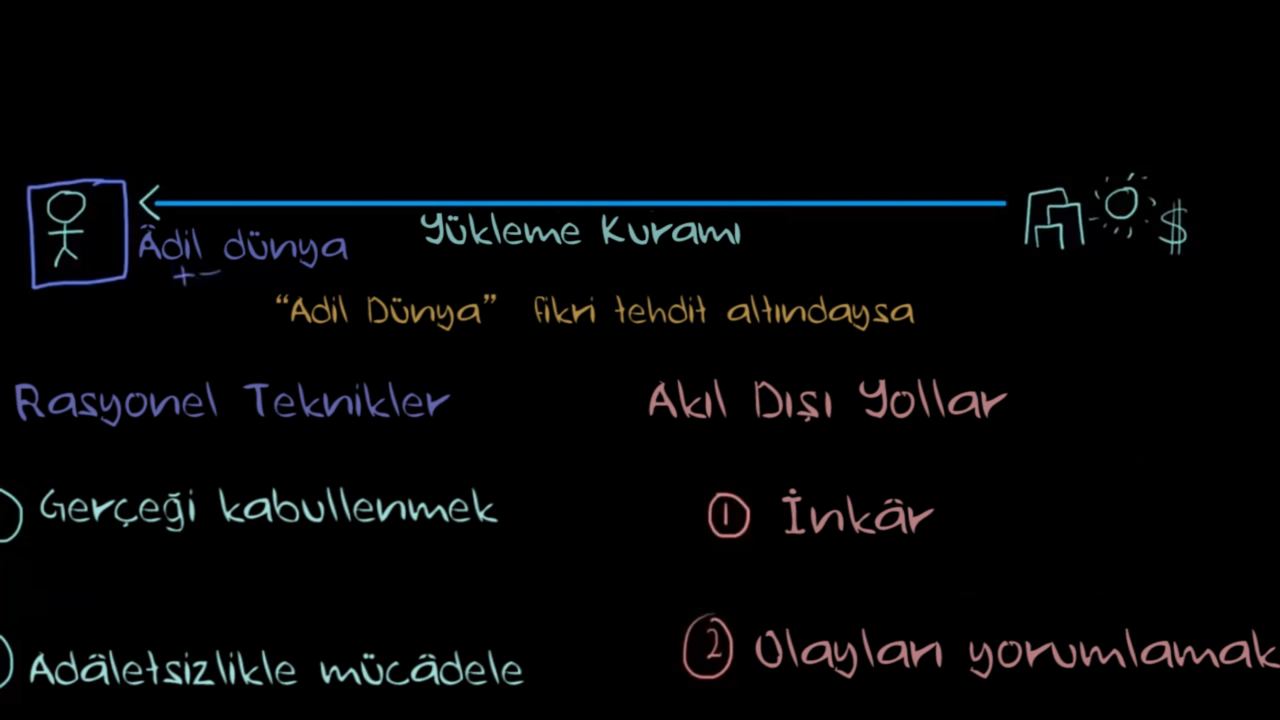 $
Yükleme Kuramı
Âdil dünya
+ -
"Adil Dünya" fikri tehdit altındaysa
Rasyonel Teknikler
Akıl Dışı Yollar
Gerçeği kabullenmek
1 İnkâr
Adâletsizlikle mücâdele
2 Olayları yorumlamak